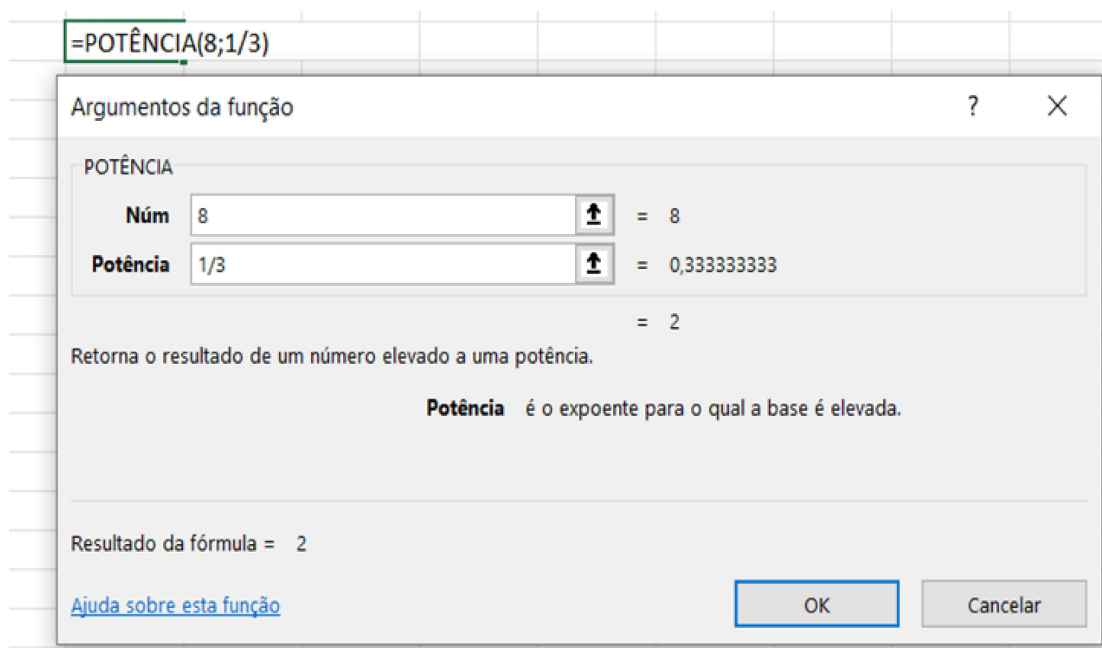 =POTÊNCIA(8;1/3)
Argumentos da função ?
POTÊNCIA
Núm 8 = 8
Potência 1/3 = 0,333333333
= 2
Retorna o resultado de um número elevado a uma potência.
Potência é o expoente para o qual a base é elevada.
Resultado da fórmula = 2
Ajuda sobre esta função OK Cancelar